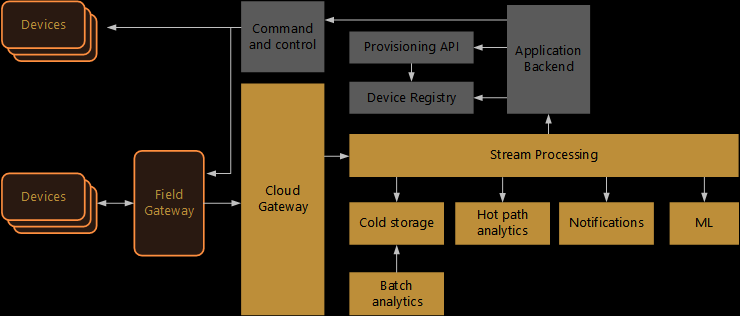 Devices
Command
and control
Provisioning API
Application
Backend
Device Registry
Stream Processing
Devices
Field
Gateway
Cloud
Gateway
Cold storage
Hot path
analytics
Notifications
ML
Batch
analytics